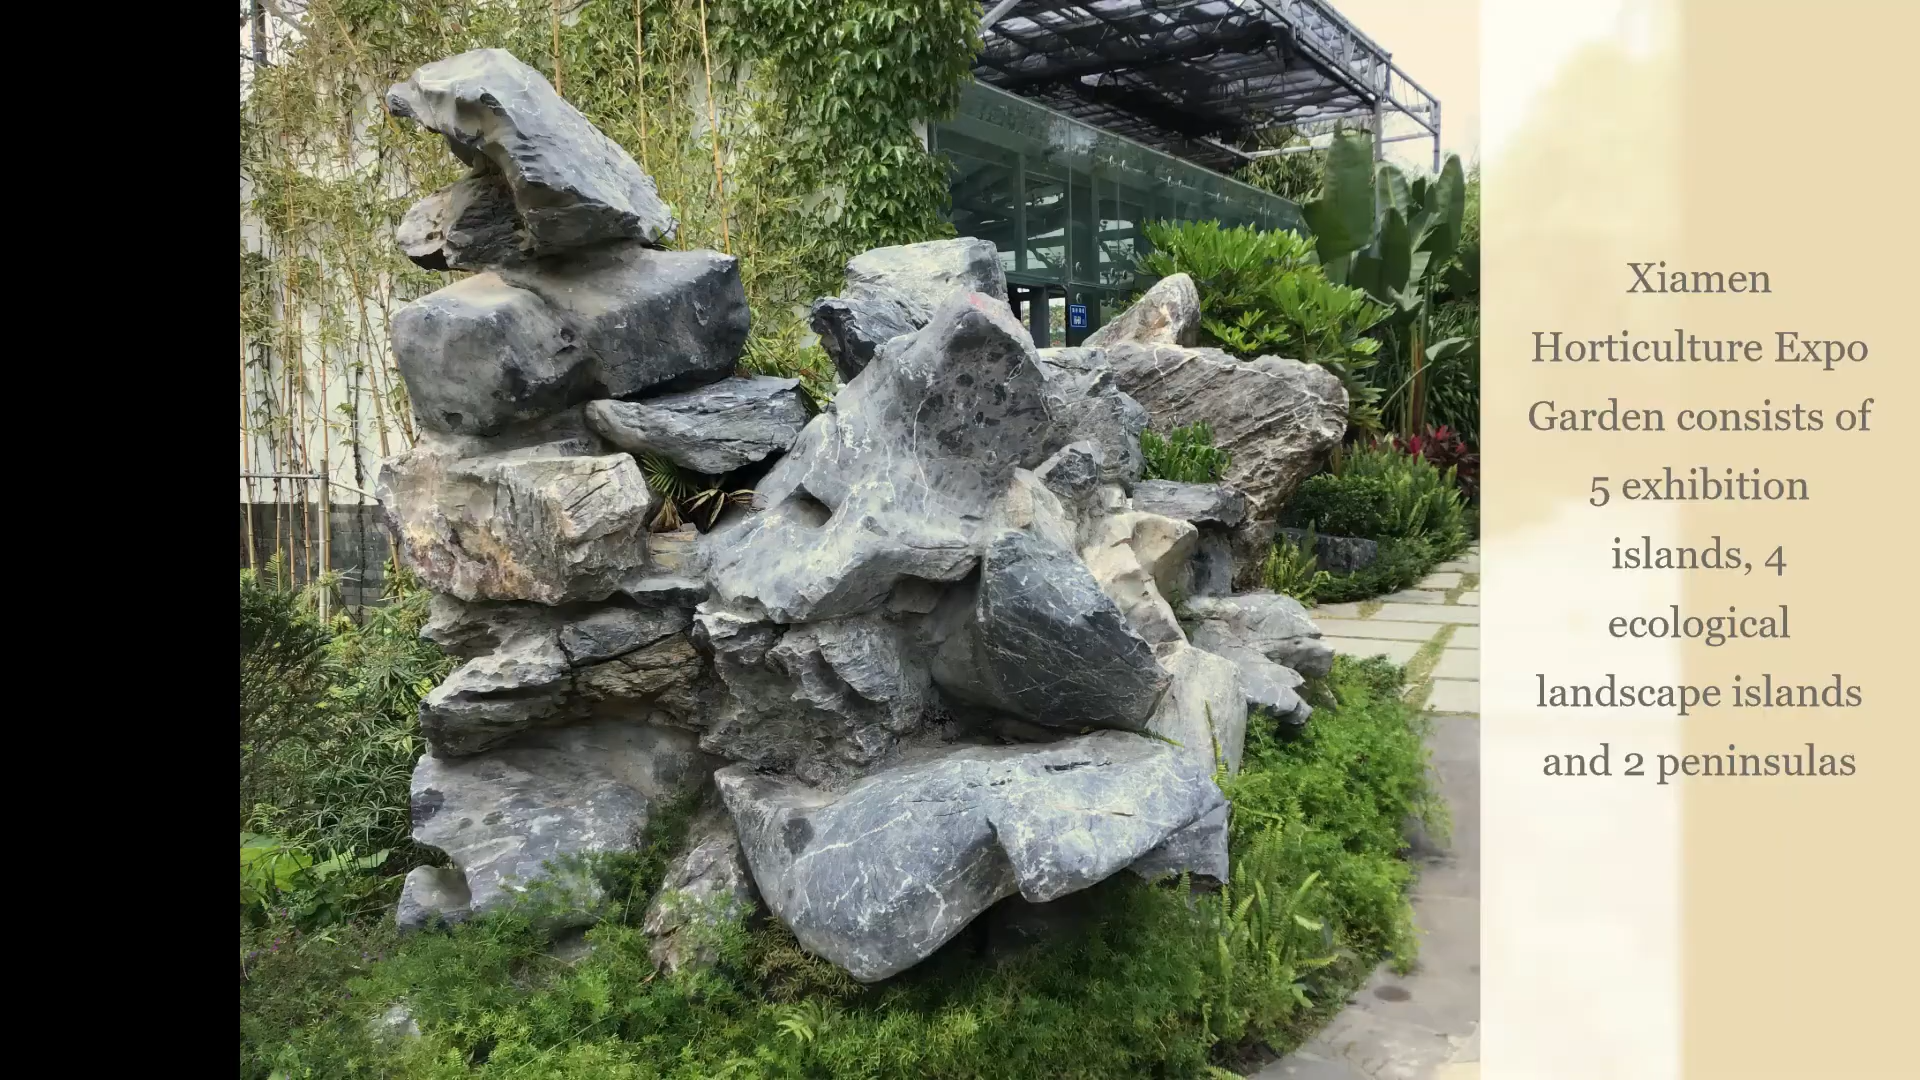 Xiamen
Horticulture Expo
Garden consists of
5 exhibition
islands, 4
ecological
landscape islands
and 2 peninsulas